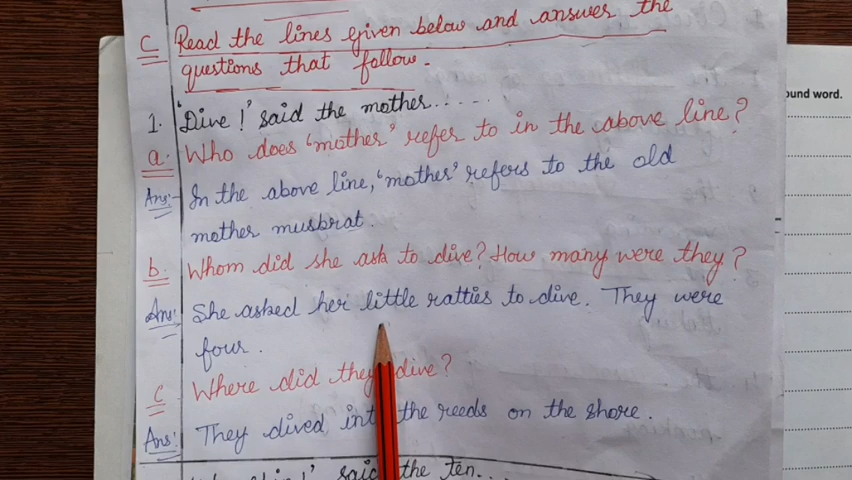 C Read the lines given below and answer the
questions that follow.
1. 'Dive!' said the mother.....
a. Who does 'mother' refer to in the above line?
Ans:- In the above line, 'mother' refers to the old
mother musbrat.
b. Whom did she ask to dive? How many were they?
Ans: She asked her little ratties to dive. They were
four.
c Where did they dive?
Ans: They dived into the reeds on the shore.
said the ten...
ound word.